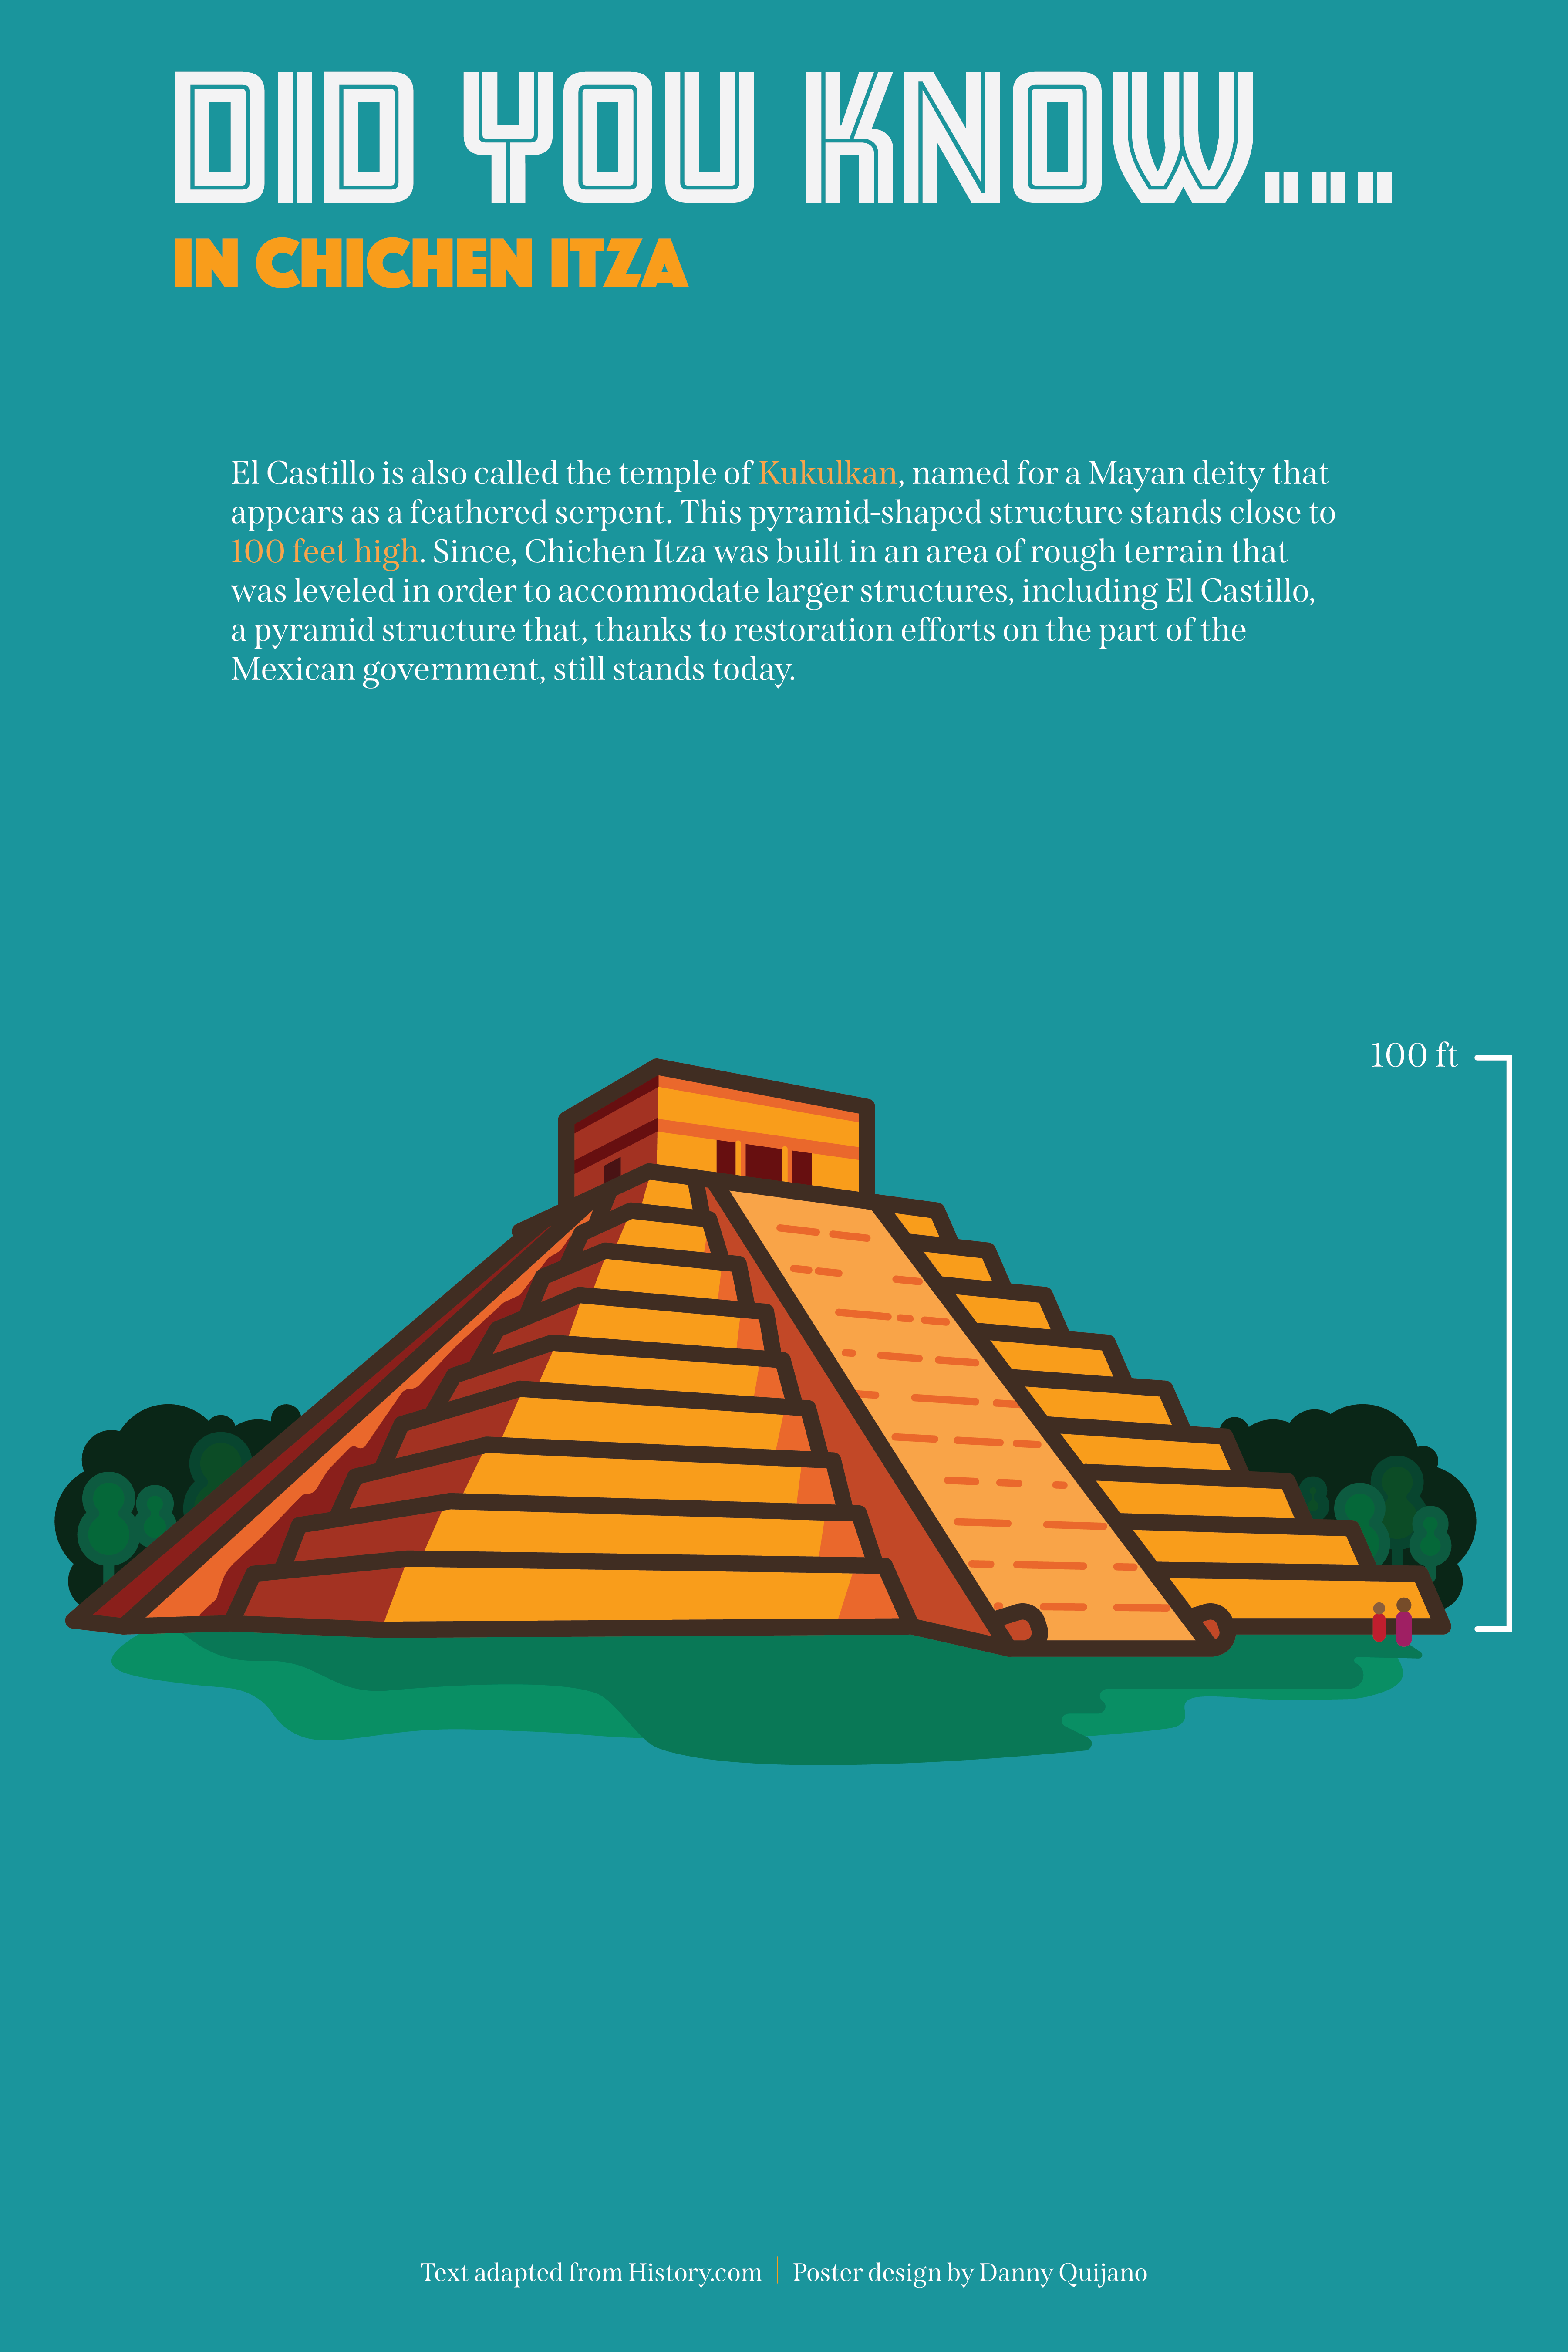 DID YOU KNOW...
IN CHICHEN ITZA
El Castillo is also called the temple of Kukulkan, named for a Mayan deity that
appears as a feathered serpent. This pyramid-shaped structure stands close to
100 feet high. Since, Chichen Itza was built in an area of rough terrain that
was leveled in order to accommodate larger structures, including El Castillo,
a pyramid structure that, thanks to restoration efforts on the part of the
Mexican government, still stands today.
100 ft
Text adapted from History.com | Poster design by Danny Quijano